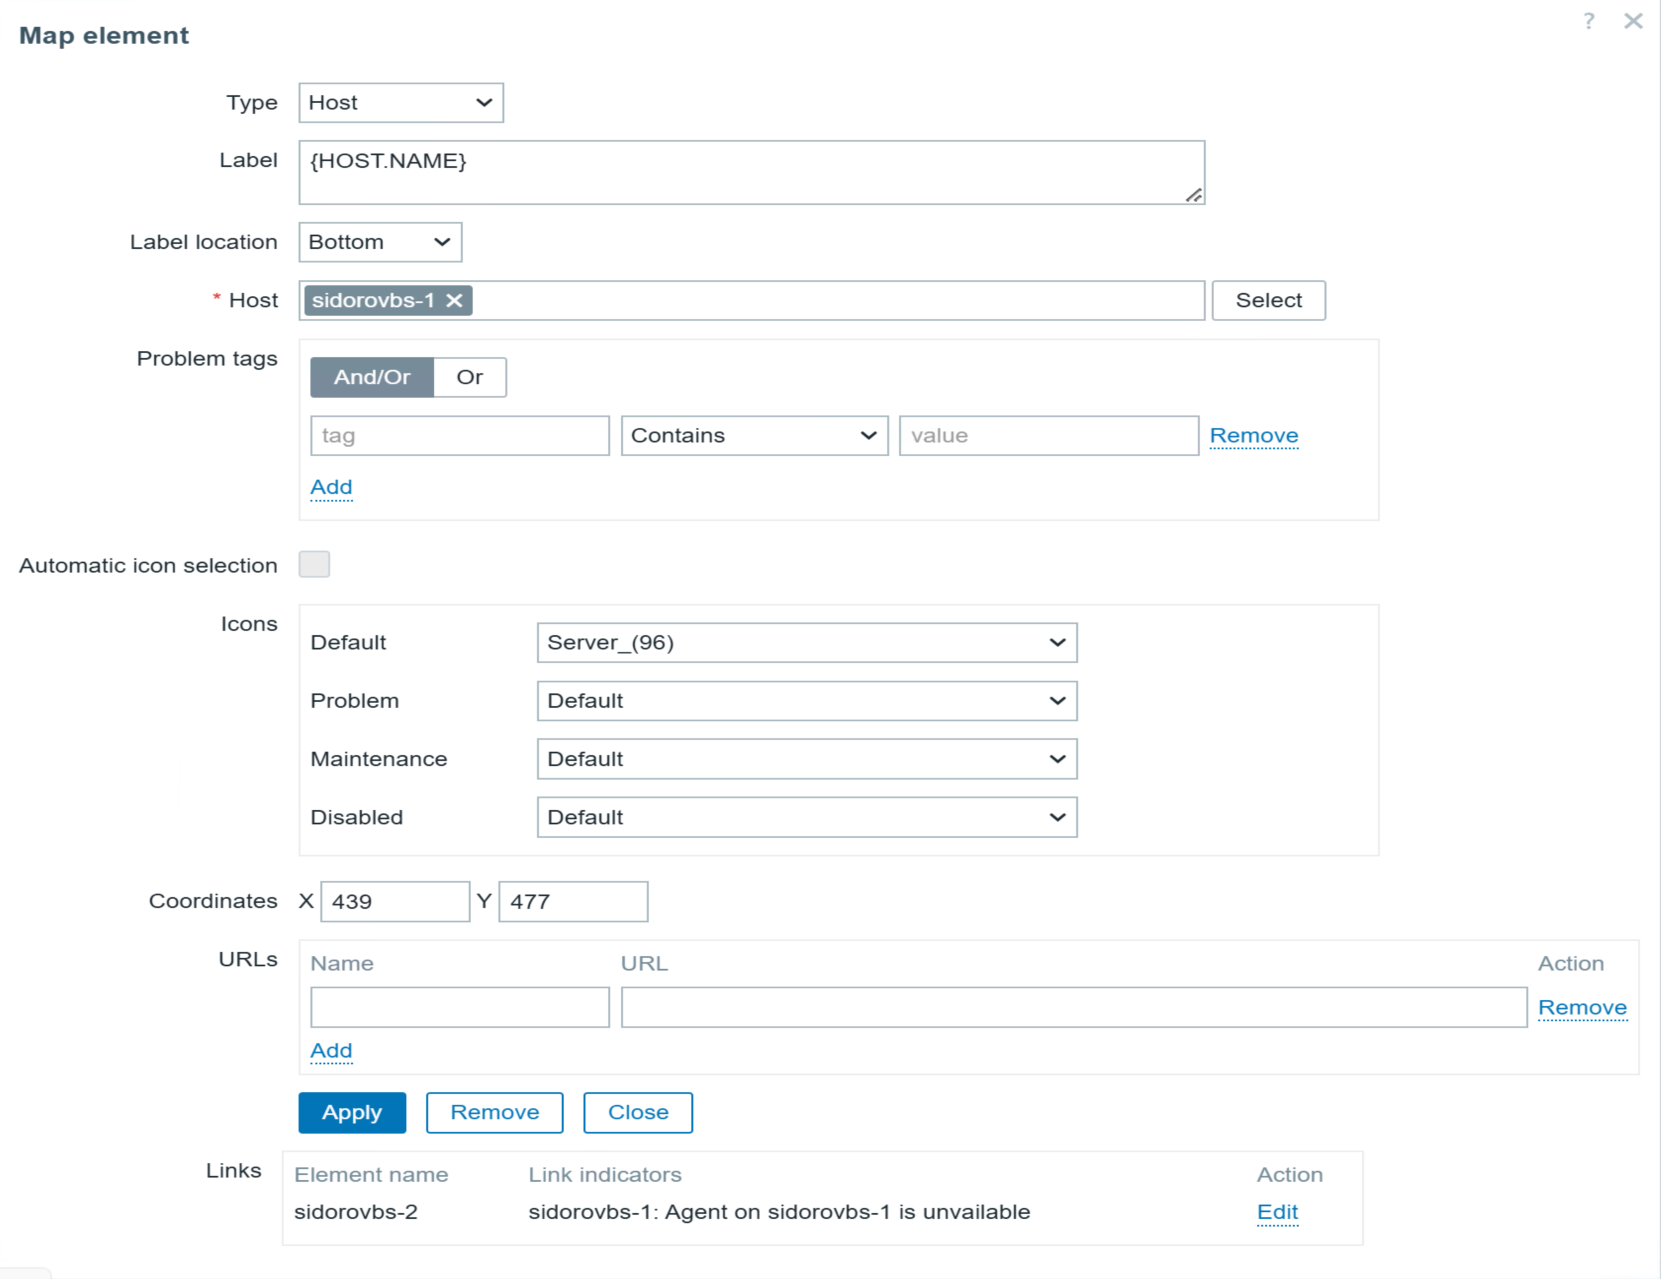 Map element ?
Type Host
Label {HOST.NAME}
Label location Bottom
* Host sidorovbs-1 Select
Problem tags
And/Or Or
tag Contains value Remove
Add
Automatic icon selection
Icons
Default Server_(96)
Problem Default
Maintenance Default
Disabled Default
Coordinates X 439 Y 477
URLs Name URL Action
Remove
Add
Apply Remove Close
Links Element name Link indicators Action
sidorovbs-2 sidorovbs-1: Agent on sidorovbs-1 is unvailable Edit